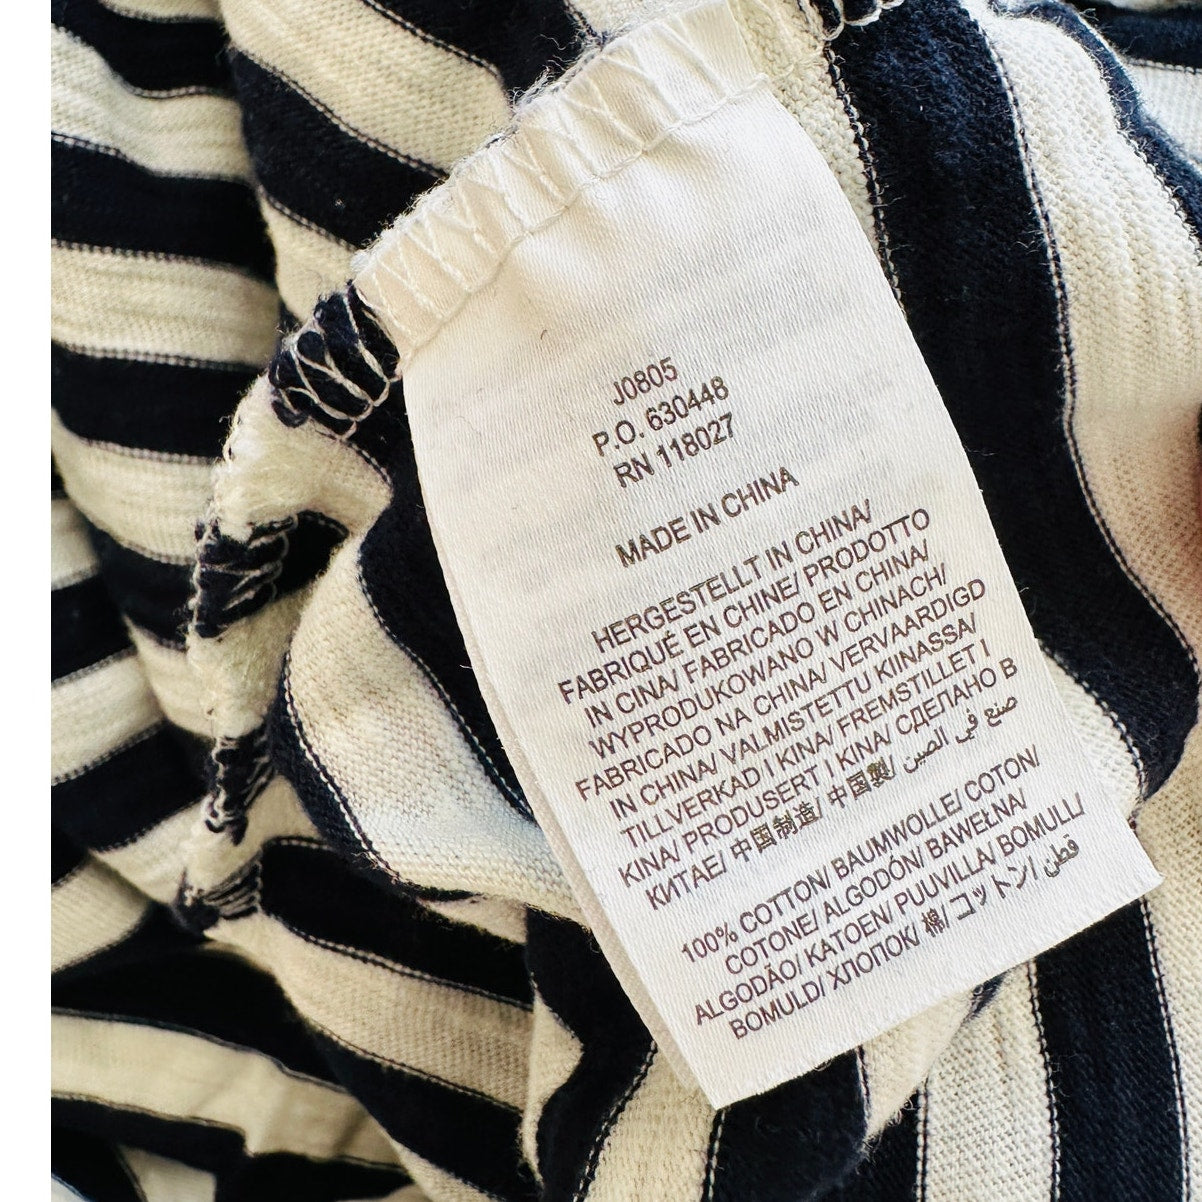 J0805
P.O. 630448
RN 118027
MADE IN CHINA
HERGESTELLT IN CHINA/
FABRIQUÉ EN CHINE/ PRODOTTO
IN CINA/ FABRICADO EN CHINA/
WYPRODUKOWANO W CHINACH/
FABRICADO NA CHINA/ VERVAARDIGD
IN CHINA/ VALMISTETTU KIINASSA/
TILLVERKAD I KINA/ FREMSTILLET I
KINA/ PRODUSERT I KINA/ СДЕЛАНО В
КИТАЕ/ 中国制造/ 中国製/ صنع في الصين
100% COTTON/ BAUMWOLLE/ COTON/
COTONE/ ALGODÓN/ BAWEŁNA/
ALGODÃO/ KATOEN/ PUUVILLA/ BOMULL/
BOMULD/ ХЛОПОК/ 棉/ コットン/ قطن